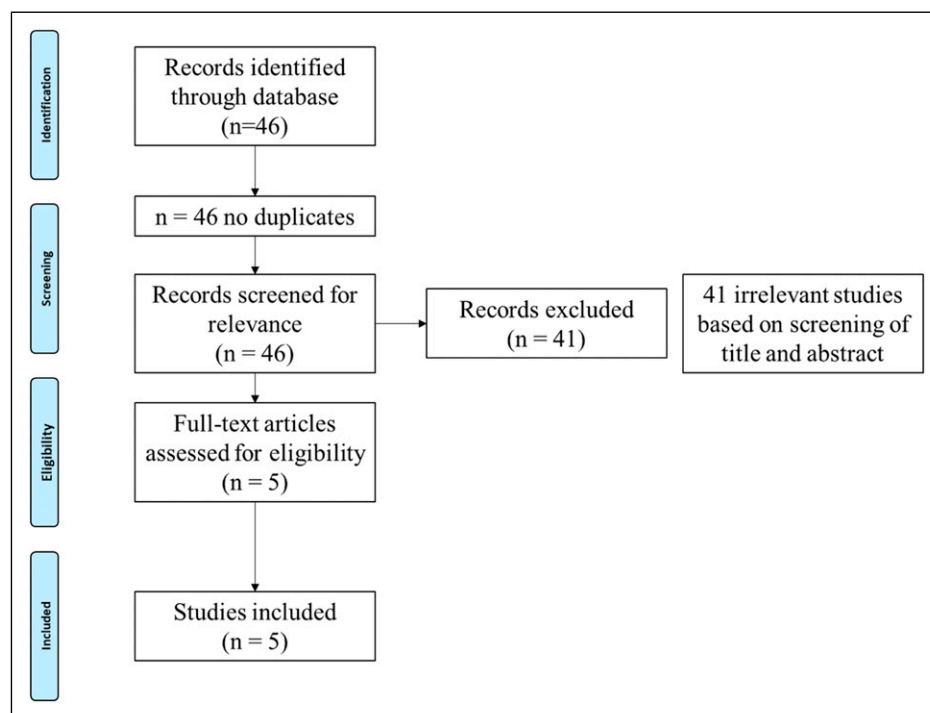 Identification
Records identified
through database
(n=46)
n = 46 no duplicates
Screening
Records screened for
relevance
(n = 46)
Records excluded
(n = 41)
41 irrelevant studies
based on screening of
title and abstract
Eligibility
Full-text articles
assessed for eligibility
(n = 5)
Included
Studies included
(n = 5)